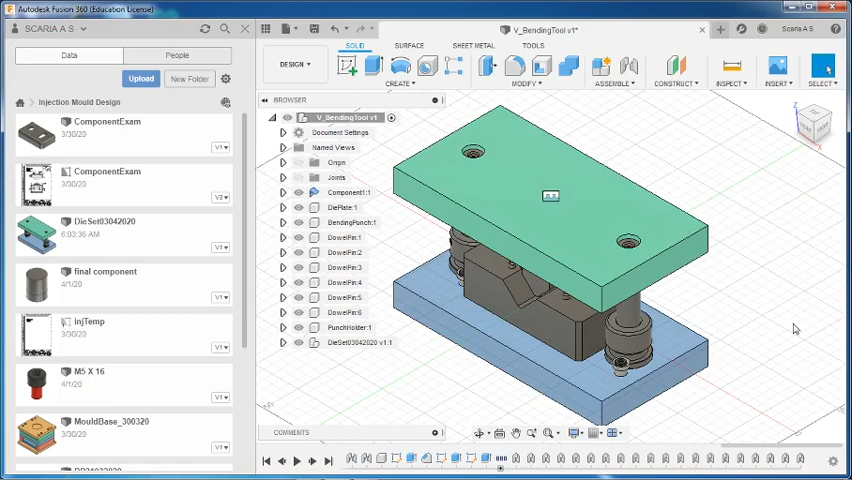 Autodesk Fusion 360 (Education License)
SCARIA A S
V_BendingTool v1*
Scaria A S
Data
People
SOLID
SURFACE
SHEET METAL
TOOLS
Upload
New Folder
DESIGN
CREATE
MODIFY
ASSEMBLE
CONSTRUCT
INSPECT
INSERT
SELECT
Injection Mould Design
BROWSER
V_BendingTool v1
Document Settings
Named Views
Origin
Joints
Component1:1
DiePlate:1
BendingPunch:1
DowelPin:1
DowelPin:2
DowelPin:3
DowelPin:4
DowelPin:5
DowelPin:6
PunchHolder:1
DieSet03042020 v1:1
ComponentExam
3/30/20
V1
ComponentExam
3/30/20
V3
DieSet03042020
6:03:36 AM
V1
final component
4/1/20
V1
InjTemp
3/30/20
V1
M5 X 16
4/1/20
V1
MouldBase_300320
3/30/20
V1
Z
FRONT
COMMENTS